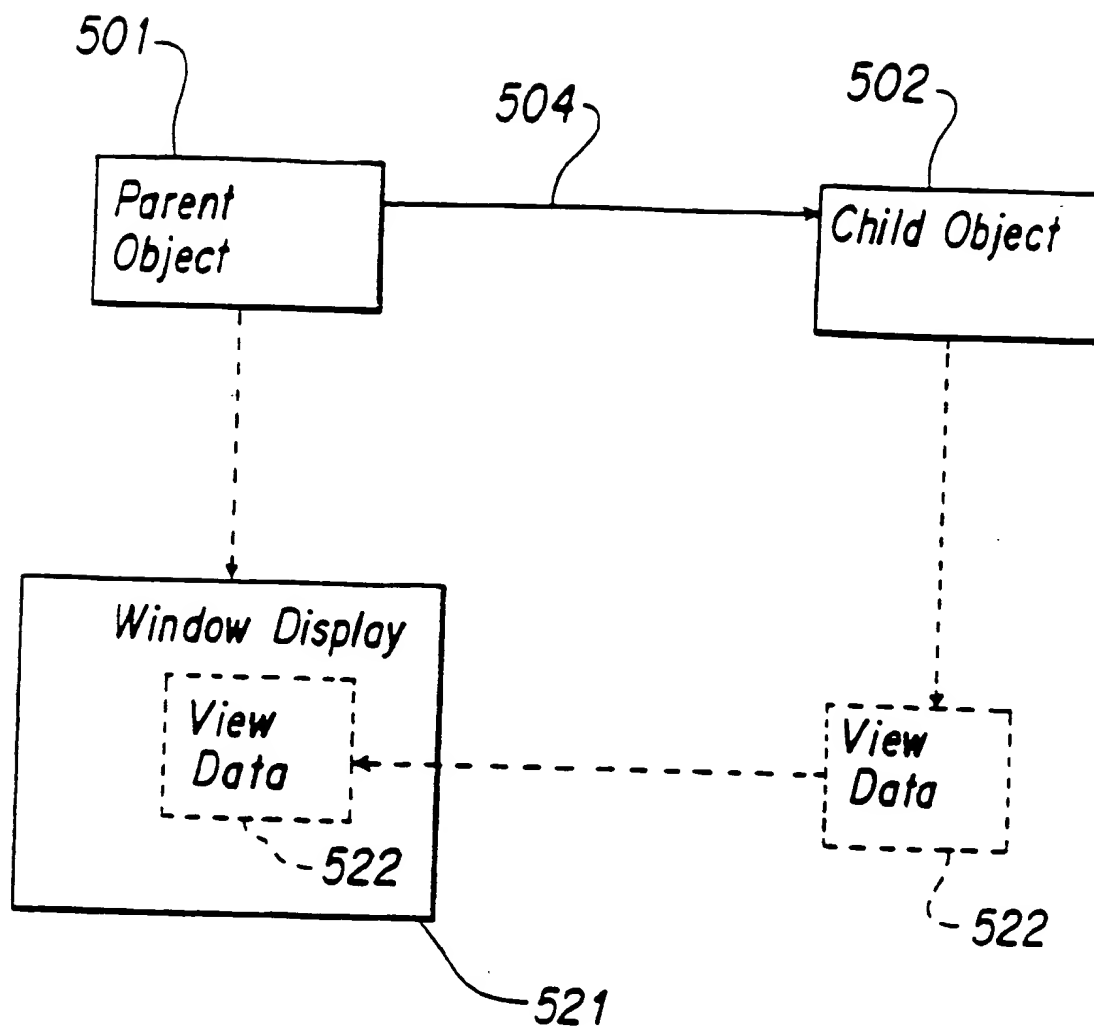 501
504
502
Parent
Object
Child Object
Window Display
View
Data
View
Data
522
522
521